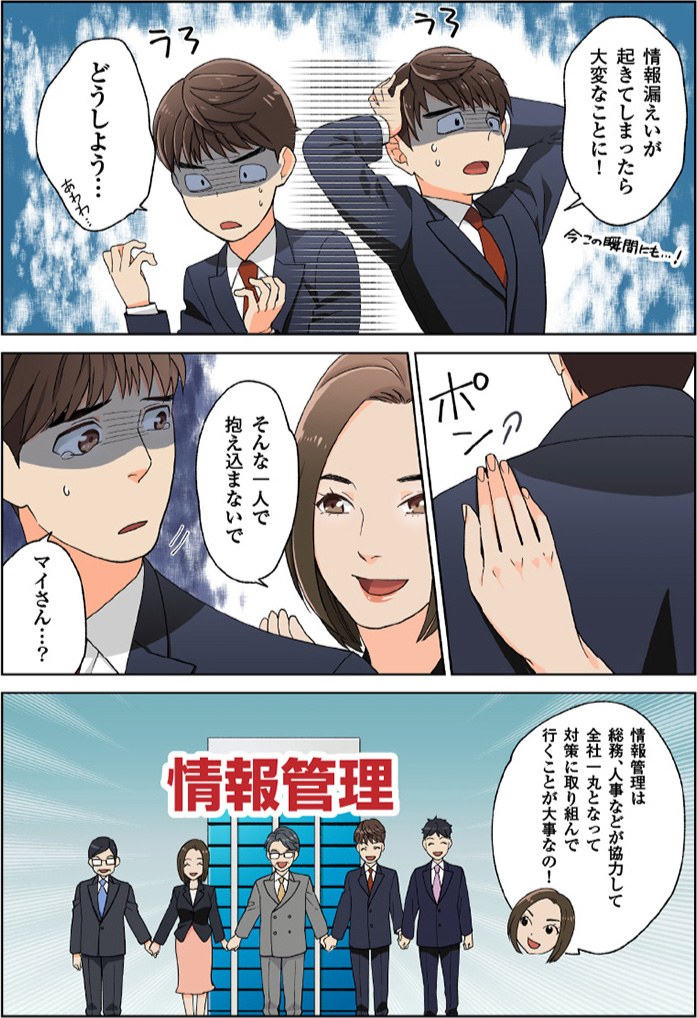 情報漏えいが
起きてしまったら
大変なことに！
今この瞬間にも…！
うろ
うろ
どうしよう…
あわわ…
ポン
そんな一人で
抱え込まないで
マイさん…？
情報管理は
総務、人事などが協力して
全社一丸となって
対策に取り組んで
行くことが大事なの！
情報管理